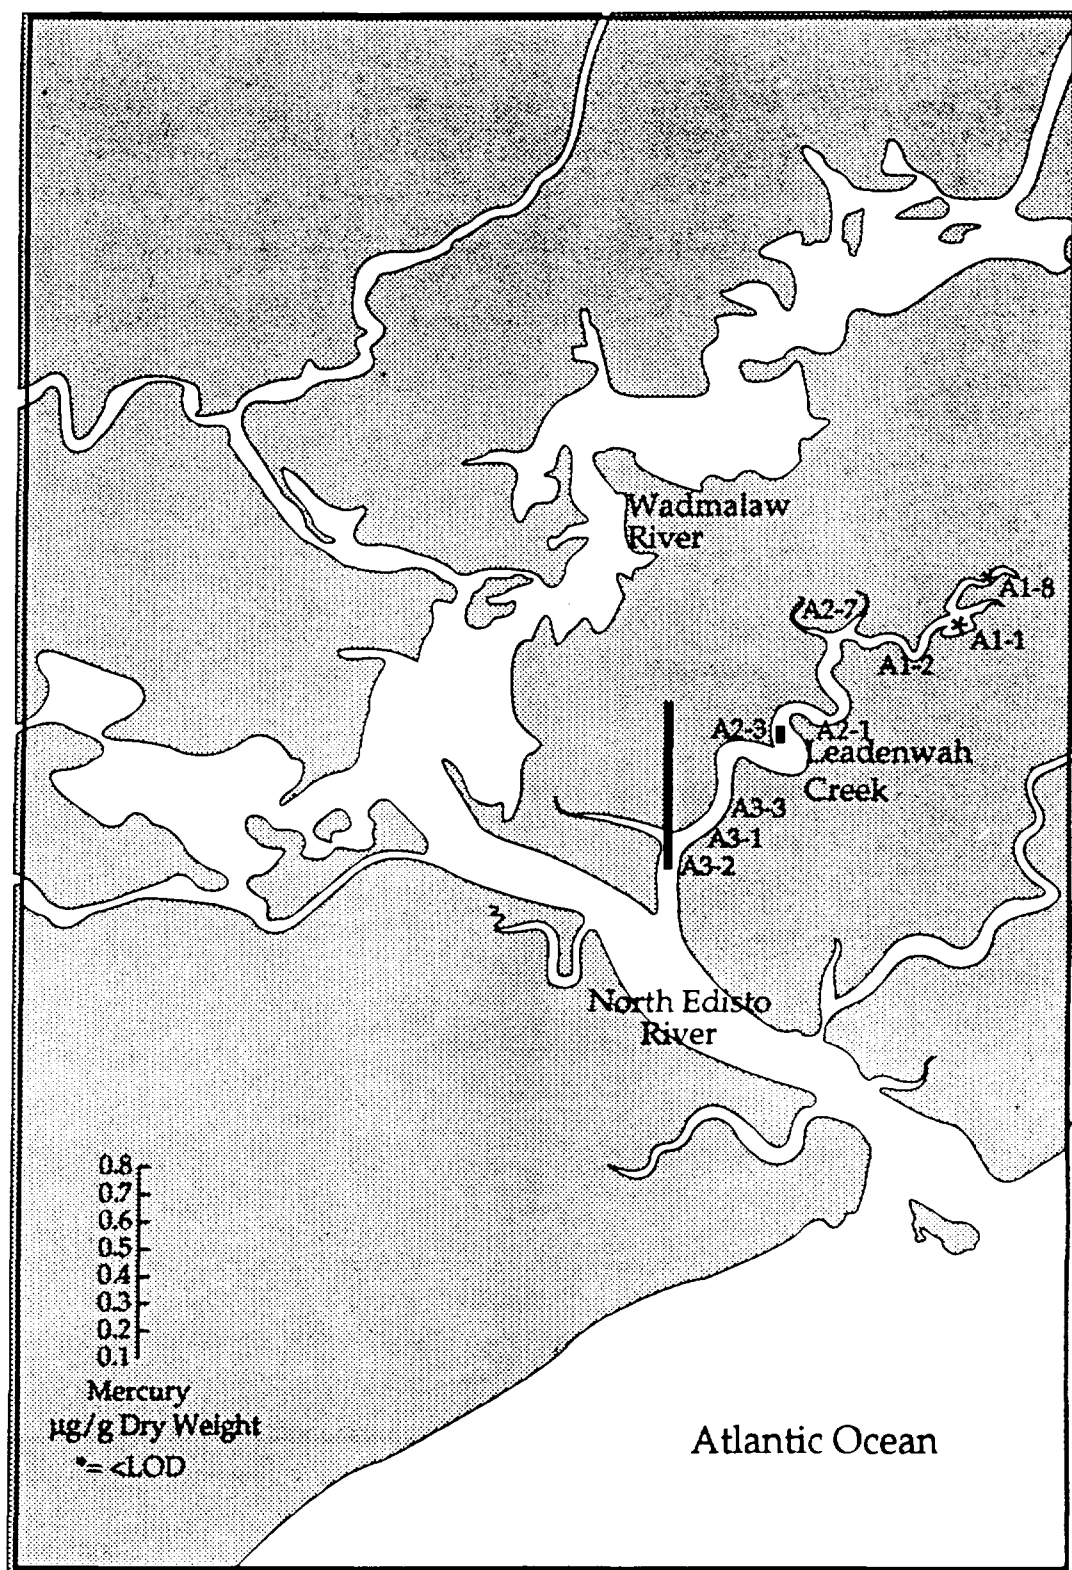 Wadmalaw
River
A1-8
A2-7
A1-1
A1-2
A2-3
A2-1
Leadenwah
Creek
A3-3
A3-1
A3-2
North Edisto
River
0.8
0.7
0.6
0.5
0.4
0.3
0.2
0.1
Mercury
µg/g Dry Weight
*= <LOD
Atlantic Ocean